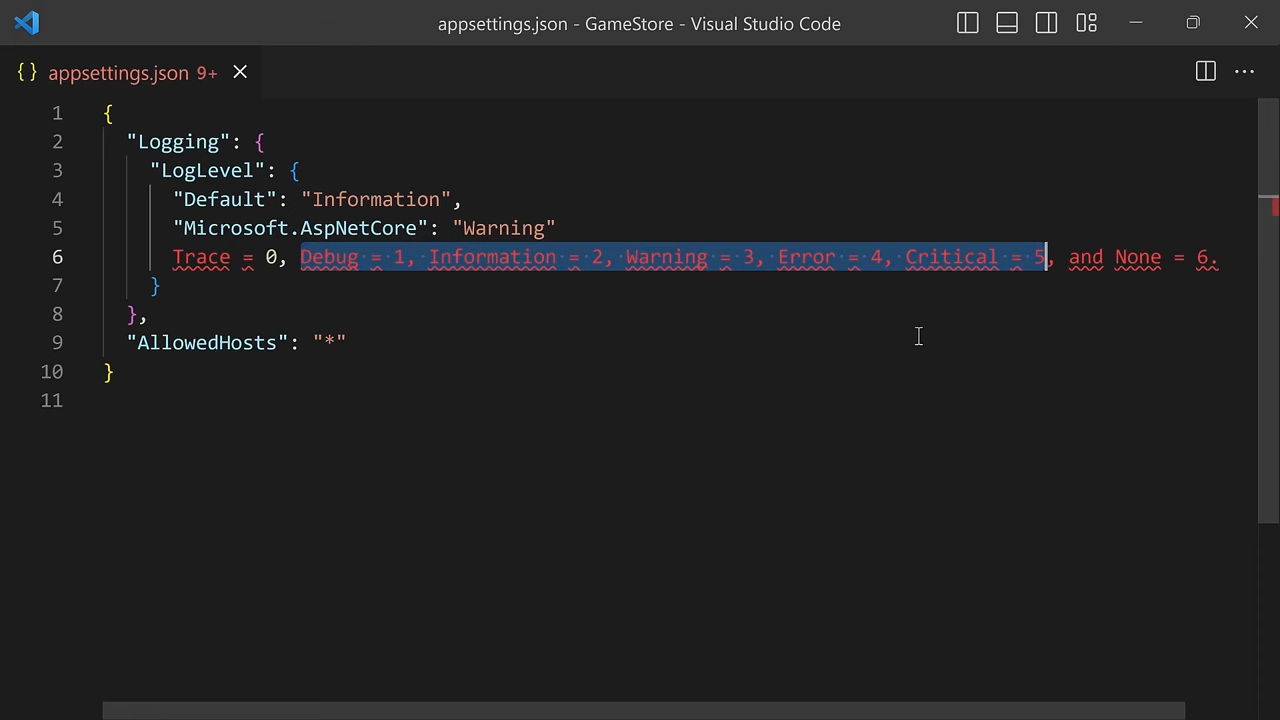 appsettings.json - GameStore - Visual Studio Code
{} appsettings.json 9+
1 {
2 "Logging": {
3 "LogLevel": {
4 "Default": "Information",
5 "Microsoft.AspNetCore": "Warning"
6 Trace = 0, Debug = 1, Information = 2, Warning = 3, Error = 4, Critical = 5, and None = 6.
7 }
8 },
9 "AllowedHosts": "*"
10 }
11